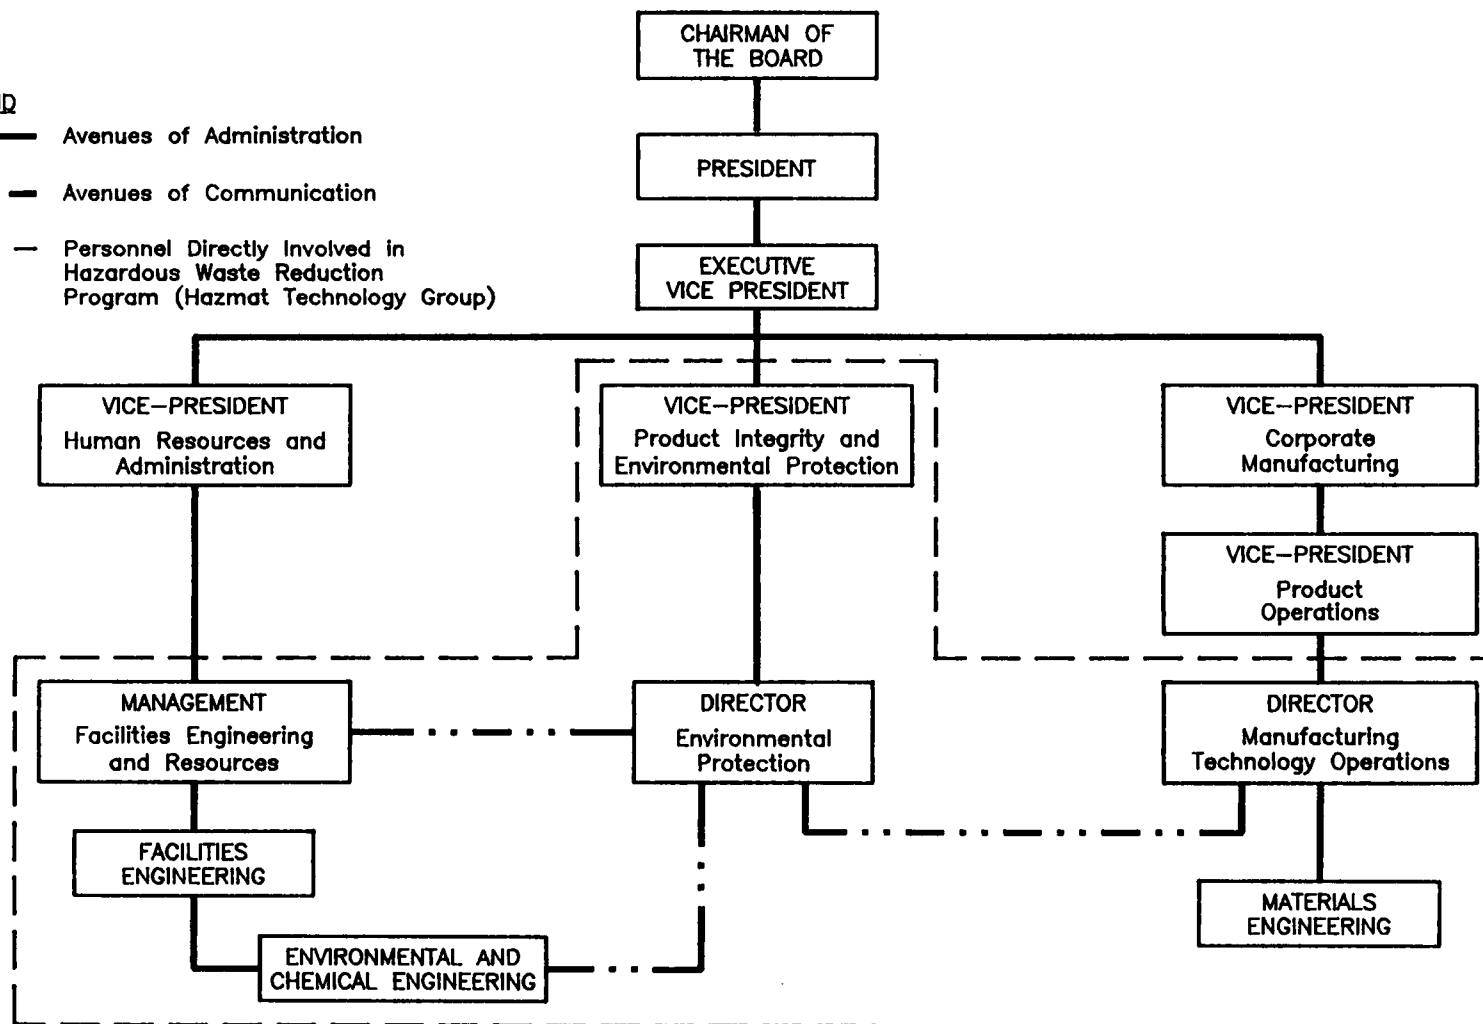 CHAIRMAN OF
THE BOARD
Avenues of Administration
PRESIDENT
Avenues of Communication
Personnel Directly Involved in
Hazardous Waste Reduction
Program (Hazmat Technology Group)
EXECUTIVE
VICE PRESIDENT
VICE-PRESIDENT
Human Resources and
Administration
VICE-PRESIDENT
Product Integrity and
Environmental Protection
VICE-PRESIDENT
Corporate
Manufacturing
VICE-PRESIDENT
Product
Operations
MANAGEMENT
Facilities Engineering
and Resources
DIRECTOR
Environmental
Protection
DIRECTOR
Manufacturing
Technology Operations
FACILITIES
ENGINEERING
MATERIALS
ENGINEERING
ENVIRONMENTAL AND
CHEMICAL ENGINEERING